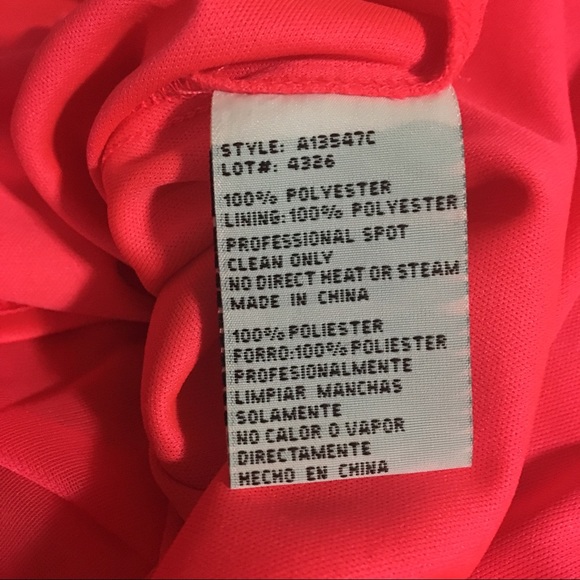 STYLE: A13547C
LOT#: 4326
100% POLYESTER
LINING:100% POLYESTER
PROFESSIONAL SPOT
CLEAN ONLY
NO DIRECT HEAT OR STEAM
MADE IN CHINA
100% POLIESTER
FORRO:100% POLIESTER
PROFESIONALMENTE
LIMPIAR MANCHAS
SOLAMENTE
NO CALOR O VAPOR
DIRECTAMENTE
HECHO EN CHINA